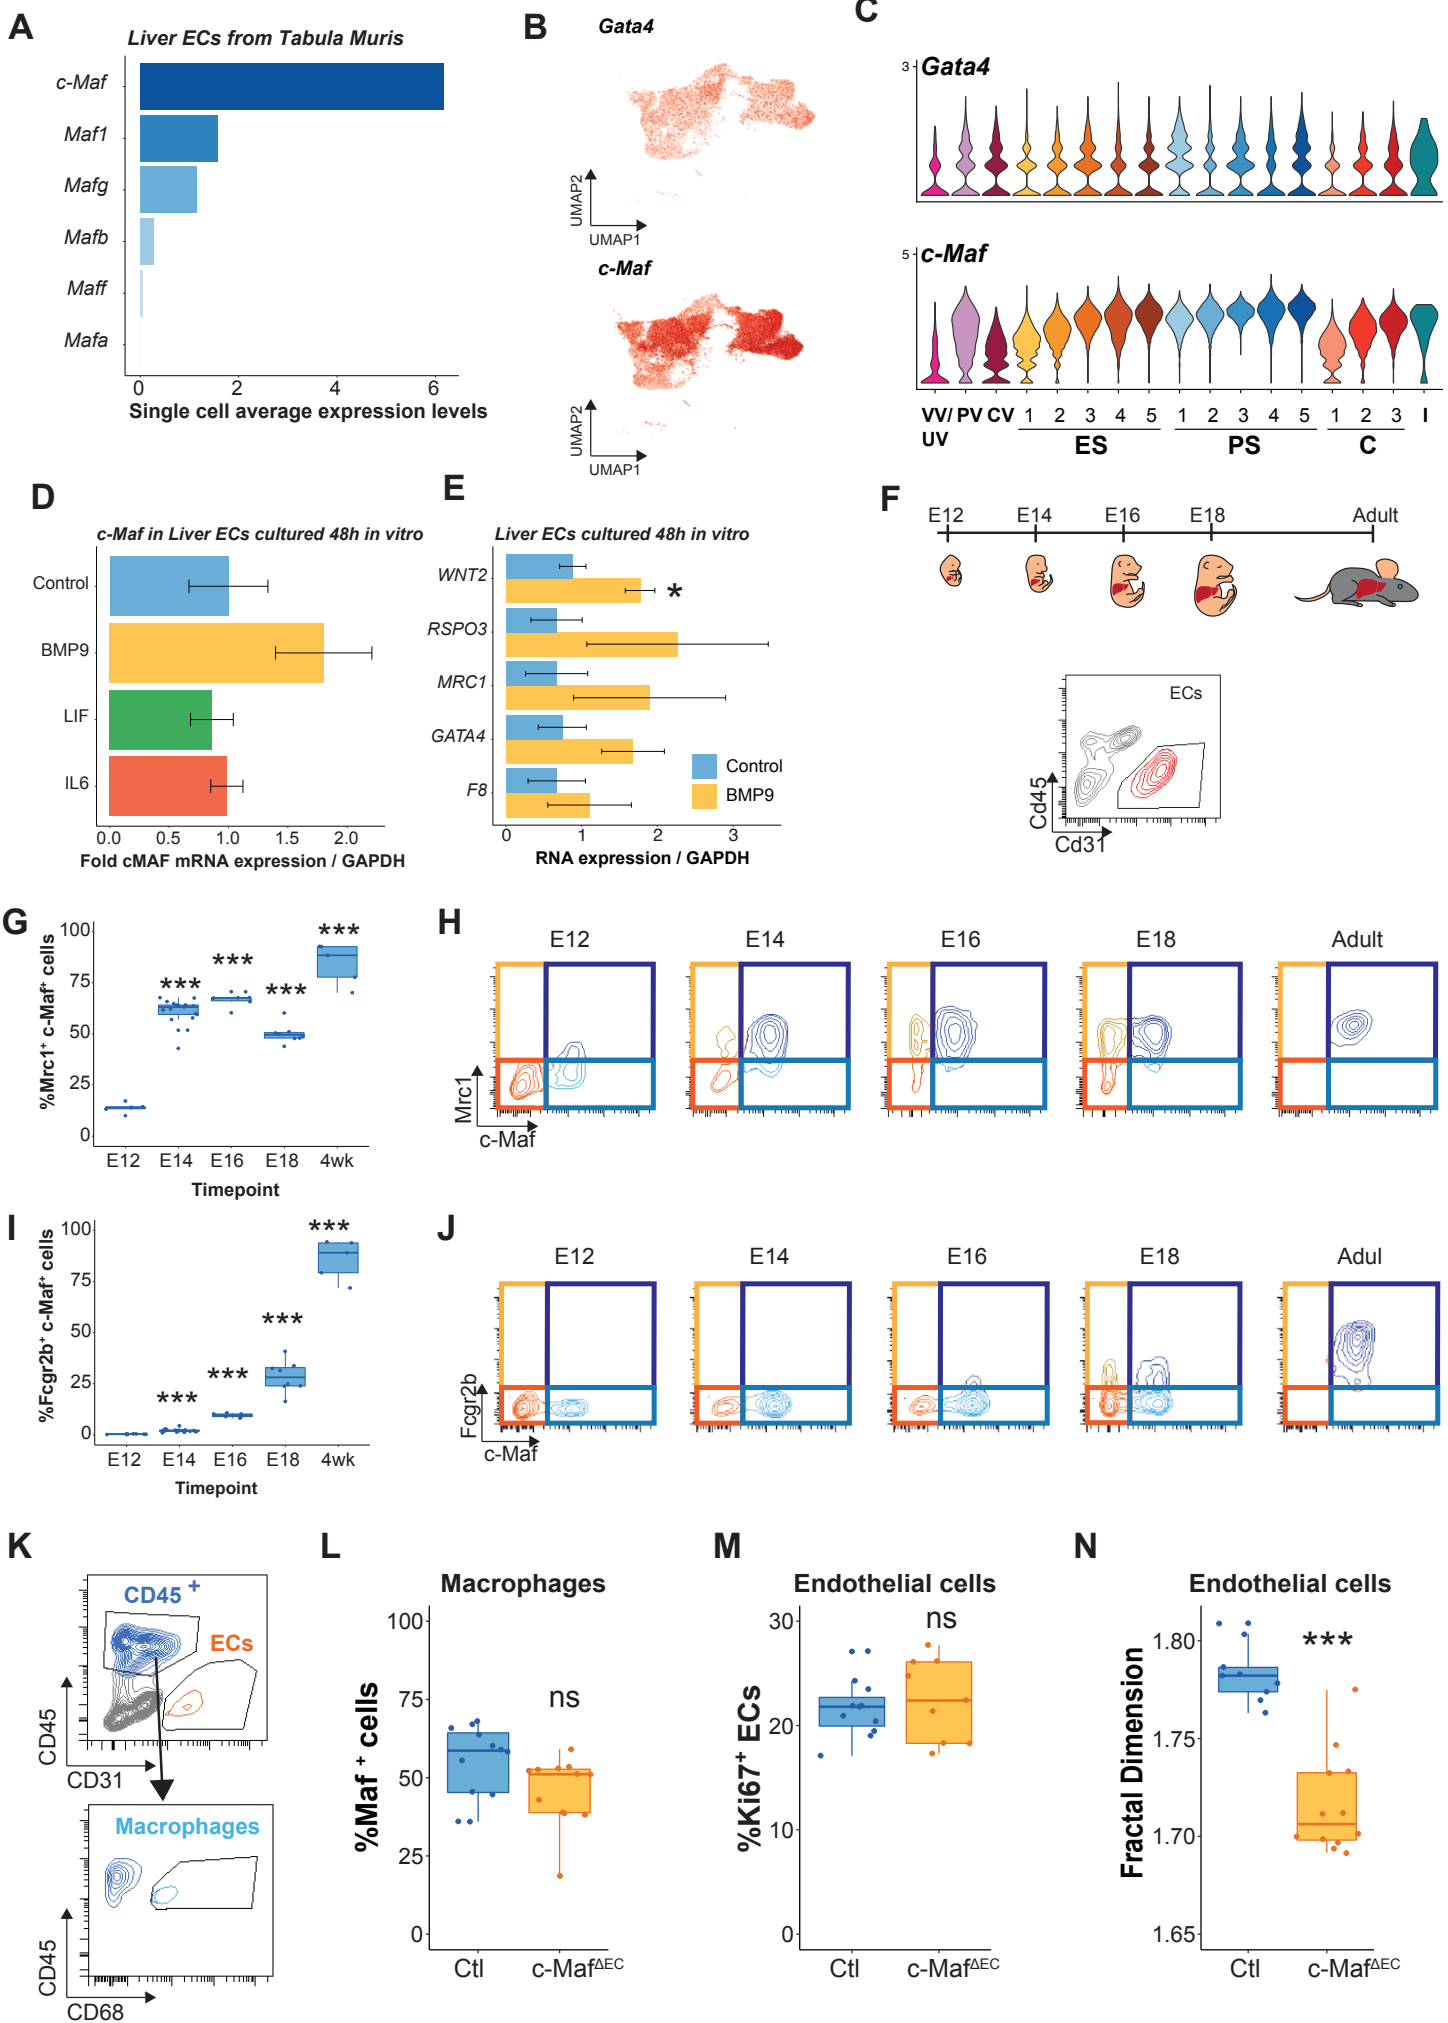 A
Liver ECs from Tabula Muris
c-Maf
Maf1
Mafg
Mafb
Maff
Mafa
0 2 4 6
Single cell average expression levels
B
Gata4
UMAP2
UMAP1
c-Maf
UMAP2
UMAP1
C
3
Gata4
5
c-Maf
VV/ PV CV 1 2 3 4 5 1 2 3 4 5 1 2 3 I
UV
ES PS C
D
c-Maf in Liver ECs cultured 48h in vitro
Control
BMP9
LIF
IL6
0.0 0.5 1.0 1.5 2.0
Fold cMAF mRNA expression / GAPDH
E
Liver ECs cultured 48h in vitro
WNT2
*
RSPO3
MRC1
GATA4
F8
Control
BMP9
0 1 2 3
RNA expression / GAPDH
F
E12 E14 E16 E18 Adult
ECs
Cd45
Cd31
G
%Mrc1+ c-Maf+ cells
100
75
50
25
0
*** *** *** ***
E12 E14 E16 E18 4wk
Timepoint
H
E12 E14 E16 E18 Adult
Mrc1
c-Maf
I
%Fcgr2b+ c-Maf+ cells
100
75
50
25
0
*** *** *** ***
E12 E14 E16 E18 4wk
Timepoint
J
E12 E14 E16 E18 Adul
Fcgr2b
c-Maf
K
CD45 +
ECs
CD45
CD31
Macrophages
CD45
CD68
L
Macrophages
%Maf + cells
100
75
50
25
0
ns
Ctl c-MafΔEC
M
Endothelial cells
%Ki67+ ECs
30
20
10
0
ns
Ctl c-MafΔEC
N
Endothelial cells
Fractal Dimension
1.80
1.75
1.70
1.65
***
Ctl c-MafΔEC